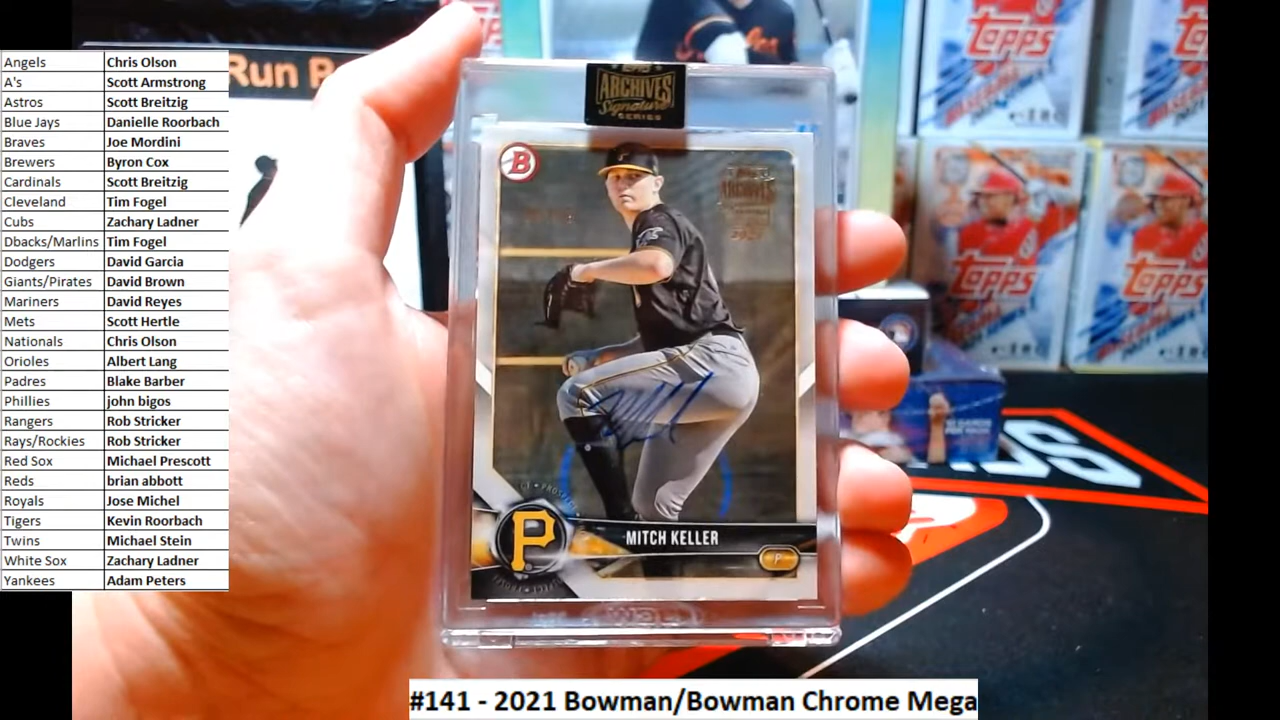 Angels Chris Olson
A's Scott Armstrong
Astros Scott Breitzig
Blue Jays Danielle Roorbach
Braves Joe Mordini
Brewers Byron Cox
Cardinals Scott Breitzig
Cleveland Tim Fogel
Cubs Zachary Ladner
Dbacks/Marlins Tim Fogel
Dodgers David Garcia
Giants/Pirates David Brown
Mariners David Reyes
Mets Scott Hertle
Nationals Chris Olson
Orioles Albert Lang
Padres Blake Barber
Phillies john bigos
Rangers Rob Stricker
Rays/Rockies Rob Stricker
Red Sox Michael Prescott
Reds brian abbott
Royals Jose Michel
Tigers Kevin Roorbach
Twins Michael Stein
White Sox Zachary Ladner
Yankees Adam Peters
Run
ARCHIVES
Signature
SERIES
B
ARCHIVES
P
MITCH KELLER
P
Topps
Topps
Topps
#141 - 2021 Bowman/Bowman Chrome Mega